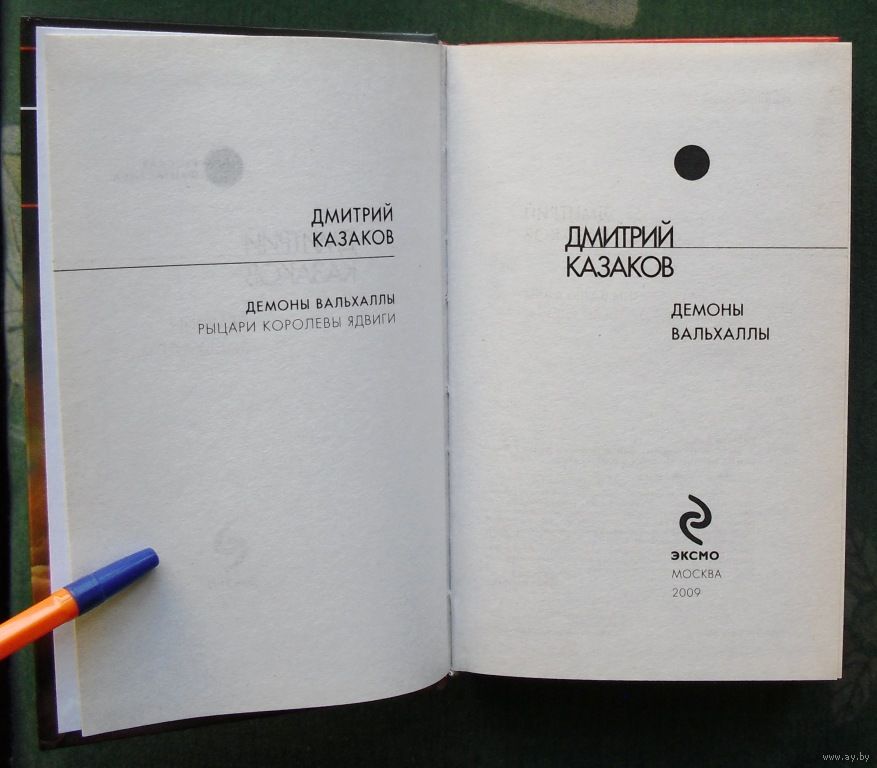 ДМИТРИЙ
КАЗАКОВ
ДЕМОНЫ ВАЛЬХАЛЛЫ
РЫЦАРИ КОРОЛЕВЫ ЯДВИГИ
ДМИТРИЙ
КАЗАКОВ
ДЕМОНЫ
ВАЛЬХАЛЛЫ
ЭКСМО
МОСКВА
2009
www.ay.by